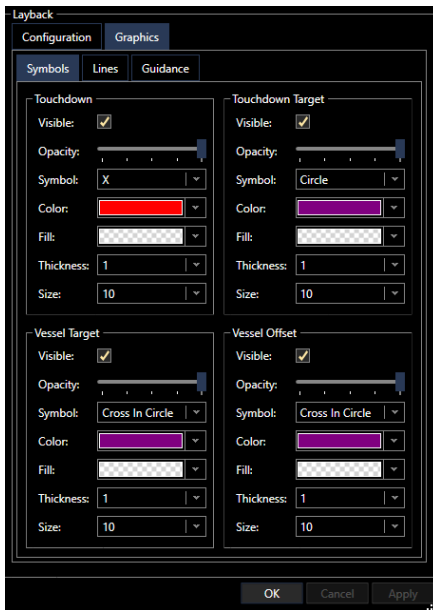 Layback
Configuration Graphics
Symbols Lines Guidance
Touchdown
Visible:
Opacity:
Symbol: X
Color:
Fill:
Thickness: 1
Size: 10
Touchdown Target
Visible:
Opacity:
Symbol: Circle
Color:
Fill:
Thickness: 1
Size: 10
Vessel Target
Visible:
Opacity:
Symbol: Cross In Circle
Color:
Fill:
Thickness: 1
Size: 10
Vessel Offset
Visible:
Opacity:
Symbol: Cross In Circle
Color:
Fill:
Thickness: 1
Size: 10
OK Cancel Apply